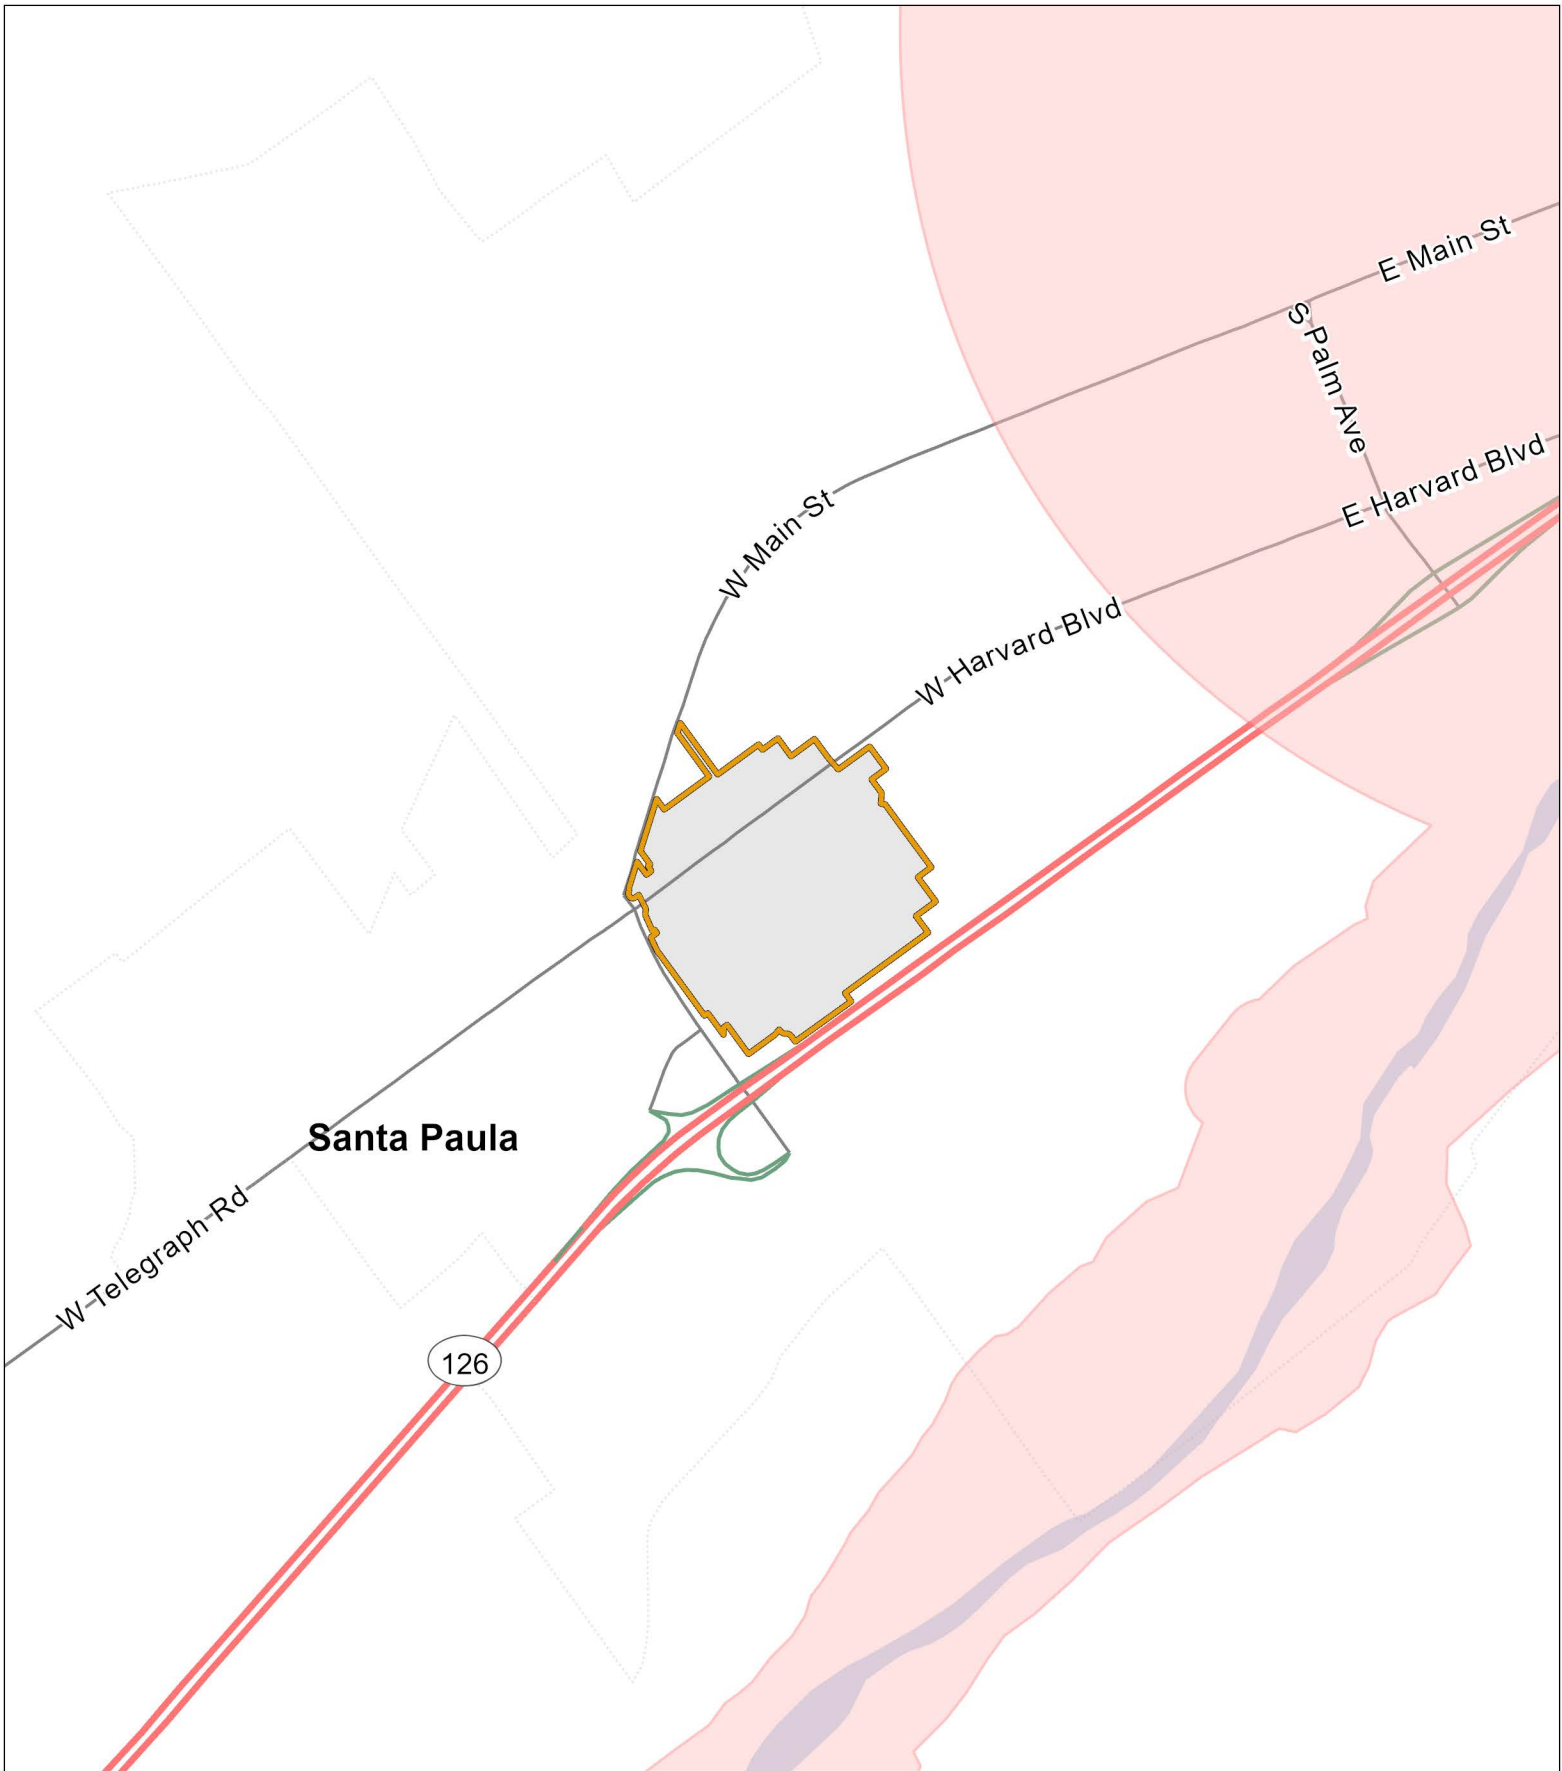 E Main St
S Palm Ave
E Harvard Blvd
W Main St
W Harvard Blvd
Santa Paula
W Telegraph Rd
126